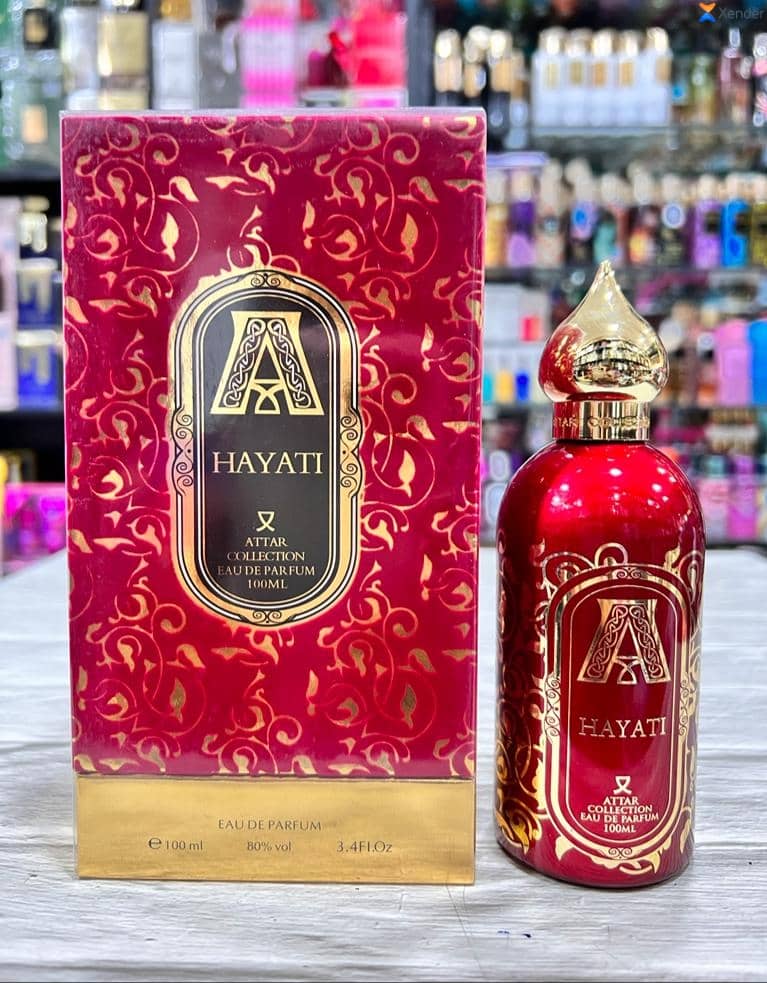 Xender
A
HAYATI
ATTAR
COLLECTION
EAU DE PARFUM
100ML
EAU DE PARFUM
e 100 ml 80% vol 3.4Fl.Oz
A
HAYATI
ATTAR
COLLECTION
EAU DE PARFUM
100ML